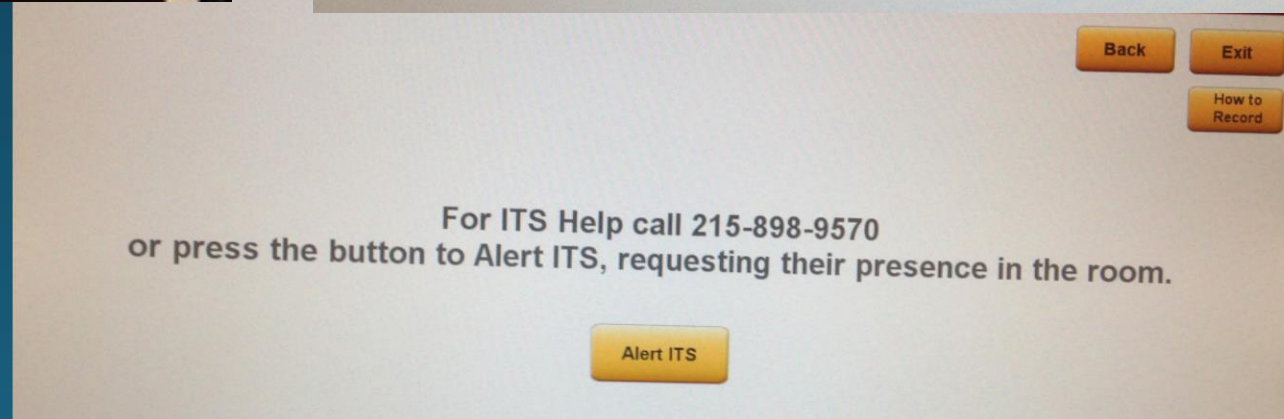 Back
Exit
How to
Record
For ITS Help call 215-898-9570
or press the button to Alert ITS, requesting their presence in the room.
Alert ITS